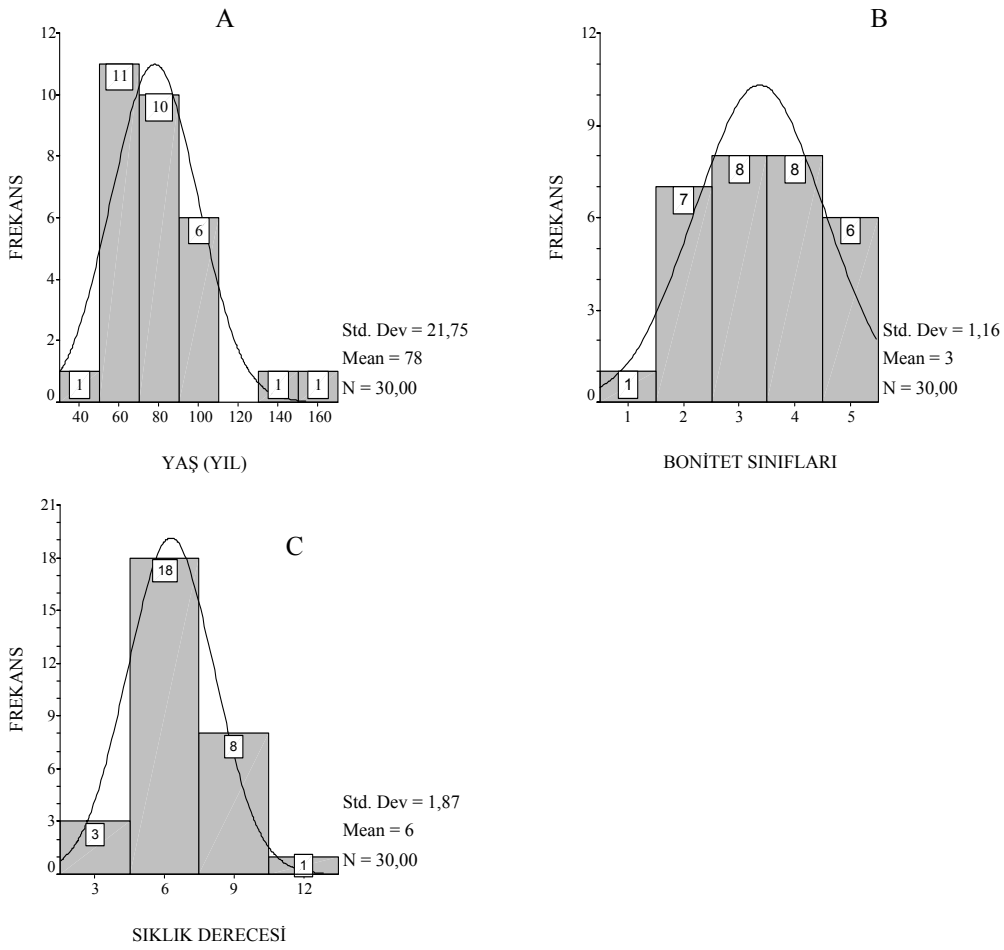 A
12
10
8
6
4
2
0
FREKANS
11
10
6
1
1
1
40 60 80 100 120 140 160
YAŞ (YIL)
Std. Dev = 21,75
Mean = 78
N = 30,00
B
12
9
6
3
0
FREKANS
1
7
8
8
6
1 2 3 4 5
BONİTET SINIFLARI
Std. Dev = 1,16
Mean = 3
N = 30,00
C
21
18
15
12
9
6
3
0
FREKANS
3
18
8
1
3 6 9 12
SIKLIK DERECESİ
Std. Dev = 1,87
Mean = 6
N = 30,00